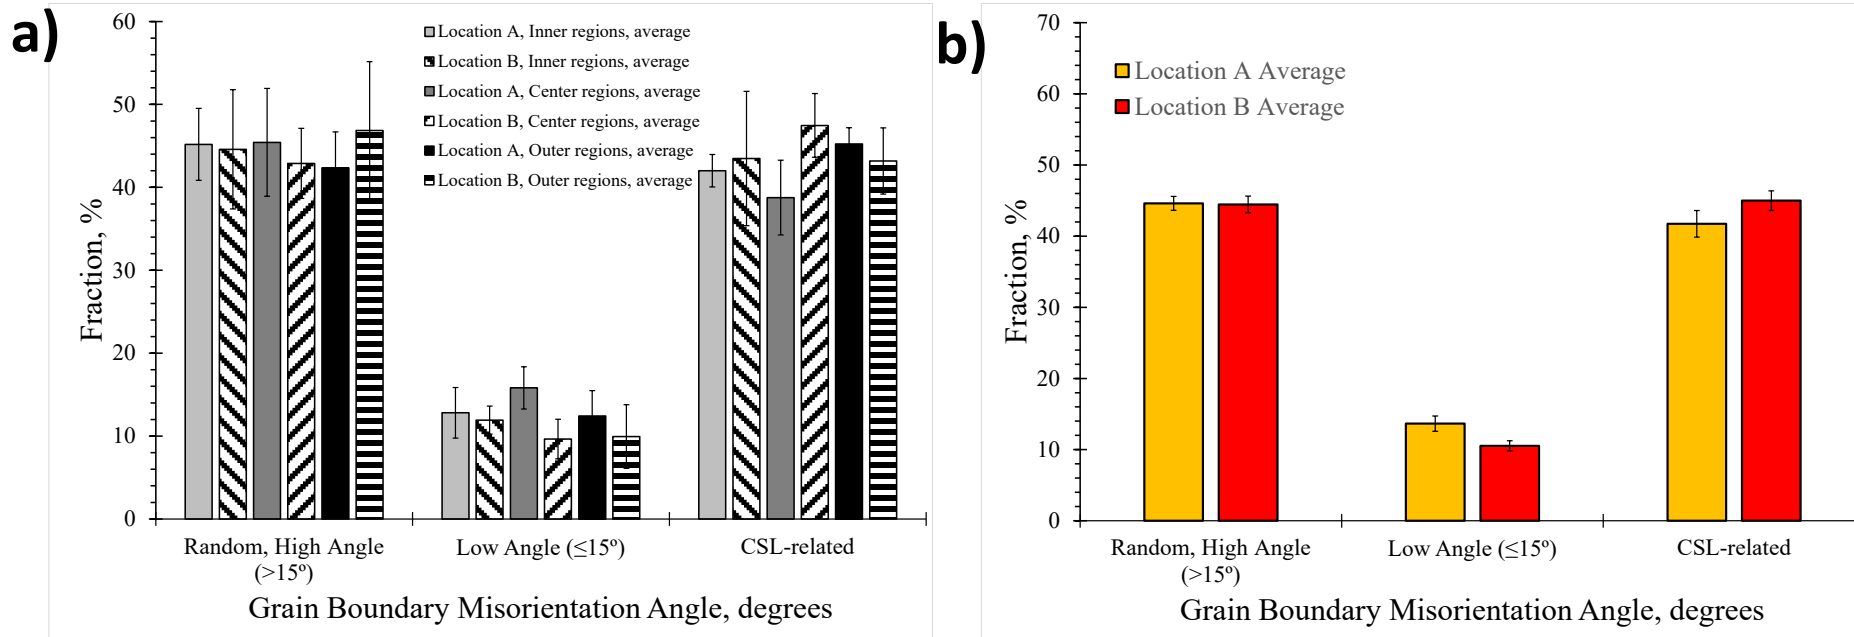 a)
60
50
40
30
20
10
0
Fraction, %
Location A, Inner regions, average
Location B, Inner regions, average
Location A, Center regions, average
Location B, Center regions, average
Location A, Outer regions, average
Location B, Outer regions, average
Random, High Angle
(>15º)
Low Angle (≤15º)
CSL-related
Grain Boundary Misorientation Angle, degrees
b)
70
60
50
40
30
20
10
0
Fraction, %
Location A Average
Location B Average
Random, High Angle
(>15º)
Low Angle (≤15º)
CSL-related
Grain Boundary Misorientation Angle, degrees